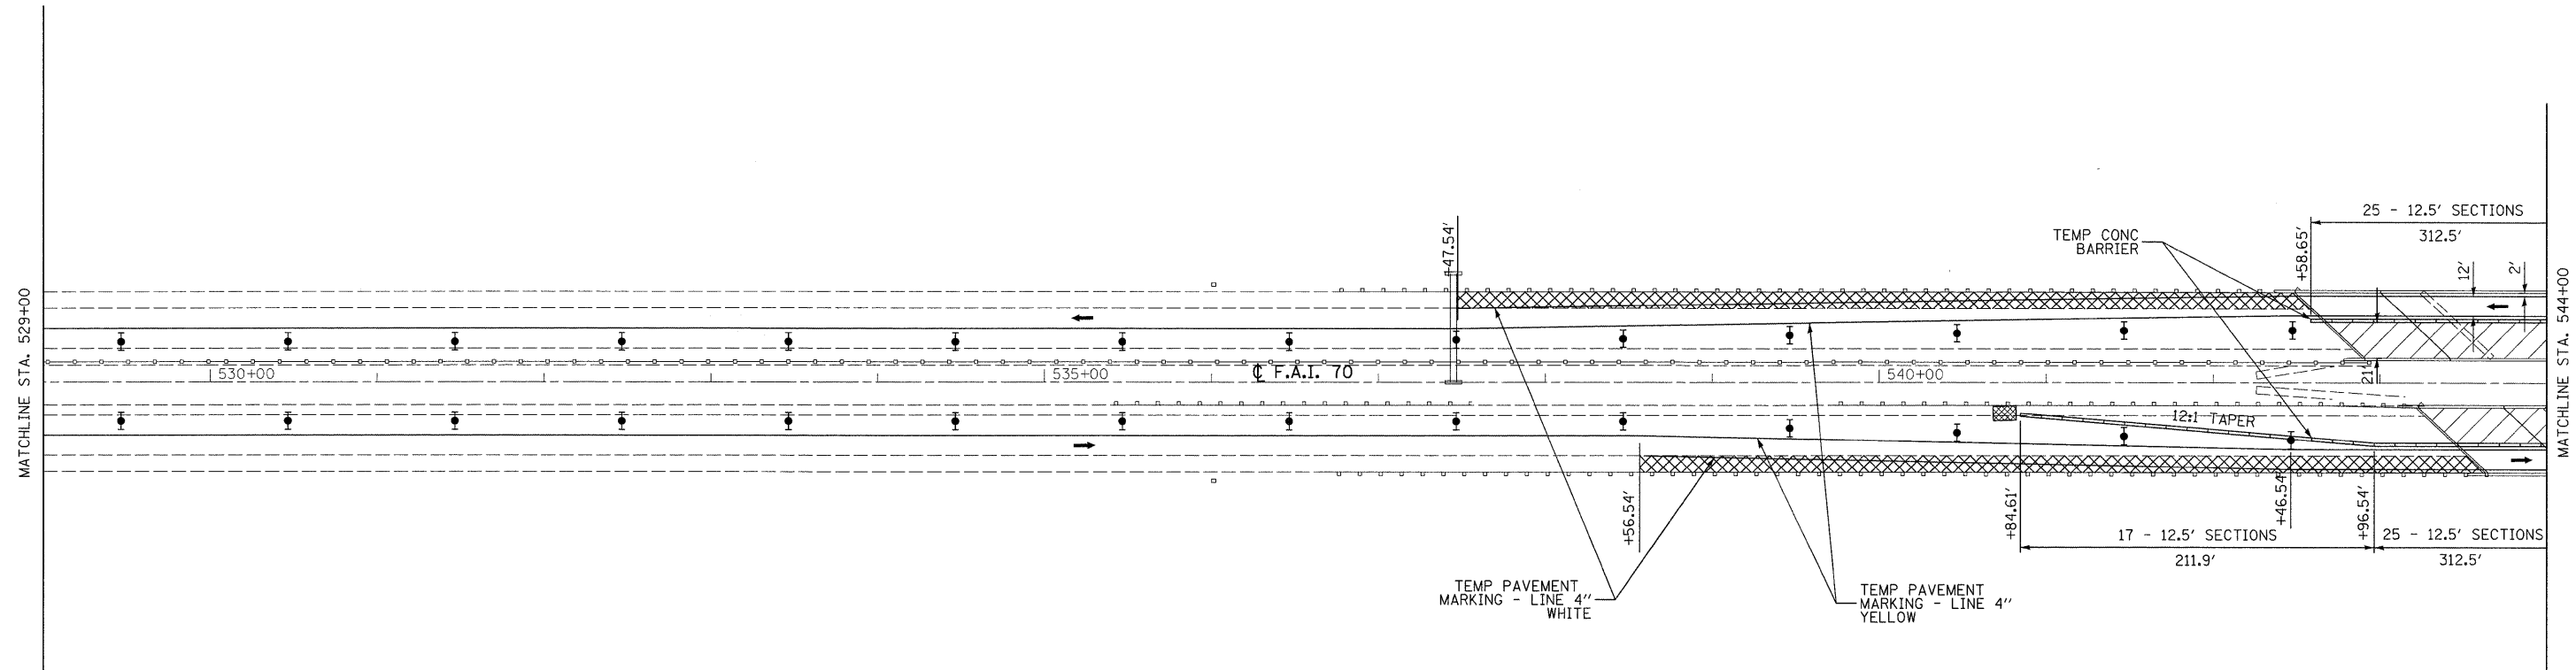 MATCHLINE STA. 529+00
530+00
535+00
℄ F.A.I. 70
540+00
+47.54'
TEMP CONC
BARRIER
+58.65'
25 - 12.5' SECTIONS
312.5'
12'
2'
21'
MATCHLINE STA. 544+00
12:1 TAPER
+56.54'
+84.61'
+46.54'
+96.54'
17 - 12.5' SECTIONS
211.9'
25 - 12.5' SECTIONS
312.5'
TEMP PAVEMENT
MARKING - LINE 4"
WHITE
TEMP PAVEMENT
MARKING - LINE 4"
YELLOW